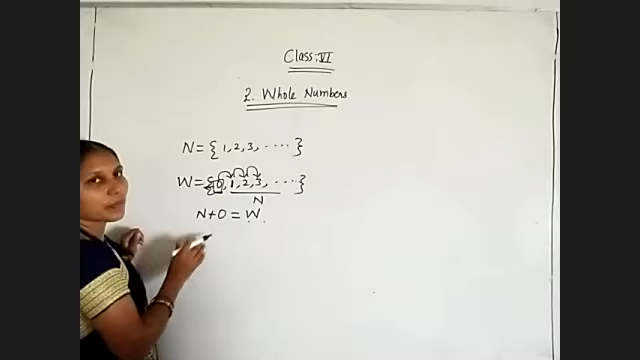 Class: VI
2. Whole Numbers
N = { 1, 2, 3, ..... }
W = { 0, 1, 2, 3, ..... }
N
N + 0 = W